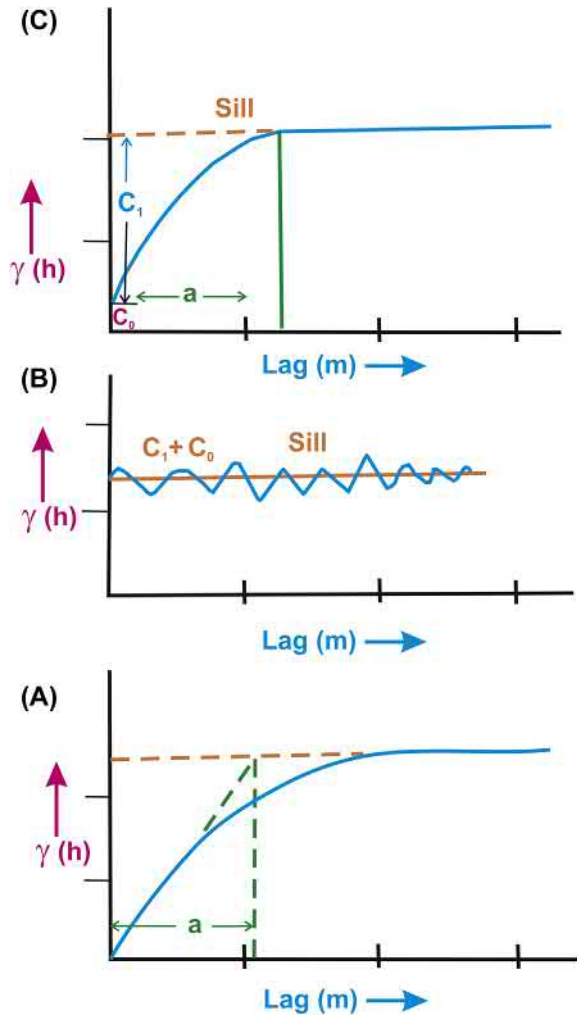 (C)
Sill
C₁
γ (h)
a
C₀
Lag (m)
(B)
C₁ + C₀ Sill
γ (h)
Lag (m)
(A)
γ (h)
a
Lag (m)